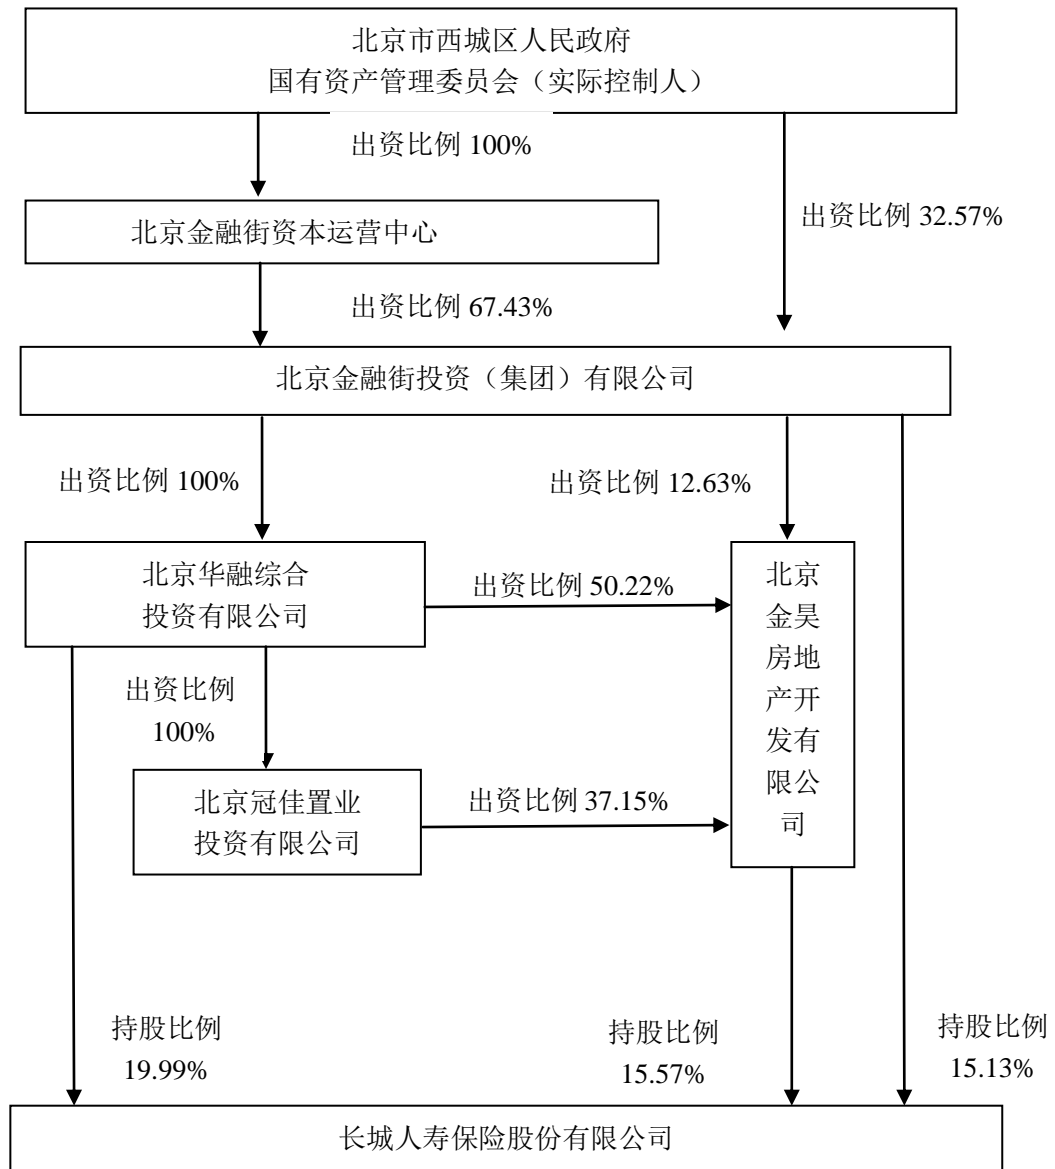 北京市西城区人民政府
国有资产管理委员会（实际控制人）
出资比例 100%
出资比例 32.57%
北京金融街资本运营中心
出资比例 67.43%
北京金融街投资（集团）有限公司
出资比例 100%
出资比例 12.63%
北京华融综合
投资有限公司
出资比例 50.22%
北京
金昊
房地
产开
发有
限公
司
出资比例
100%
北京冠佳置业
投资有限公司
出资比例 37.15%
持股比例
19.99%
持股比例
15.57%
持股比例
15.13%
长城人寿保险股份有限公司